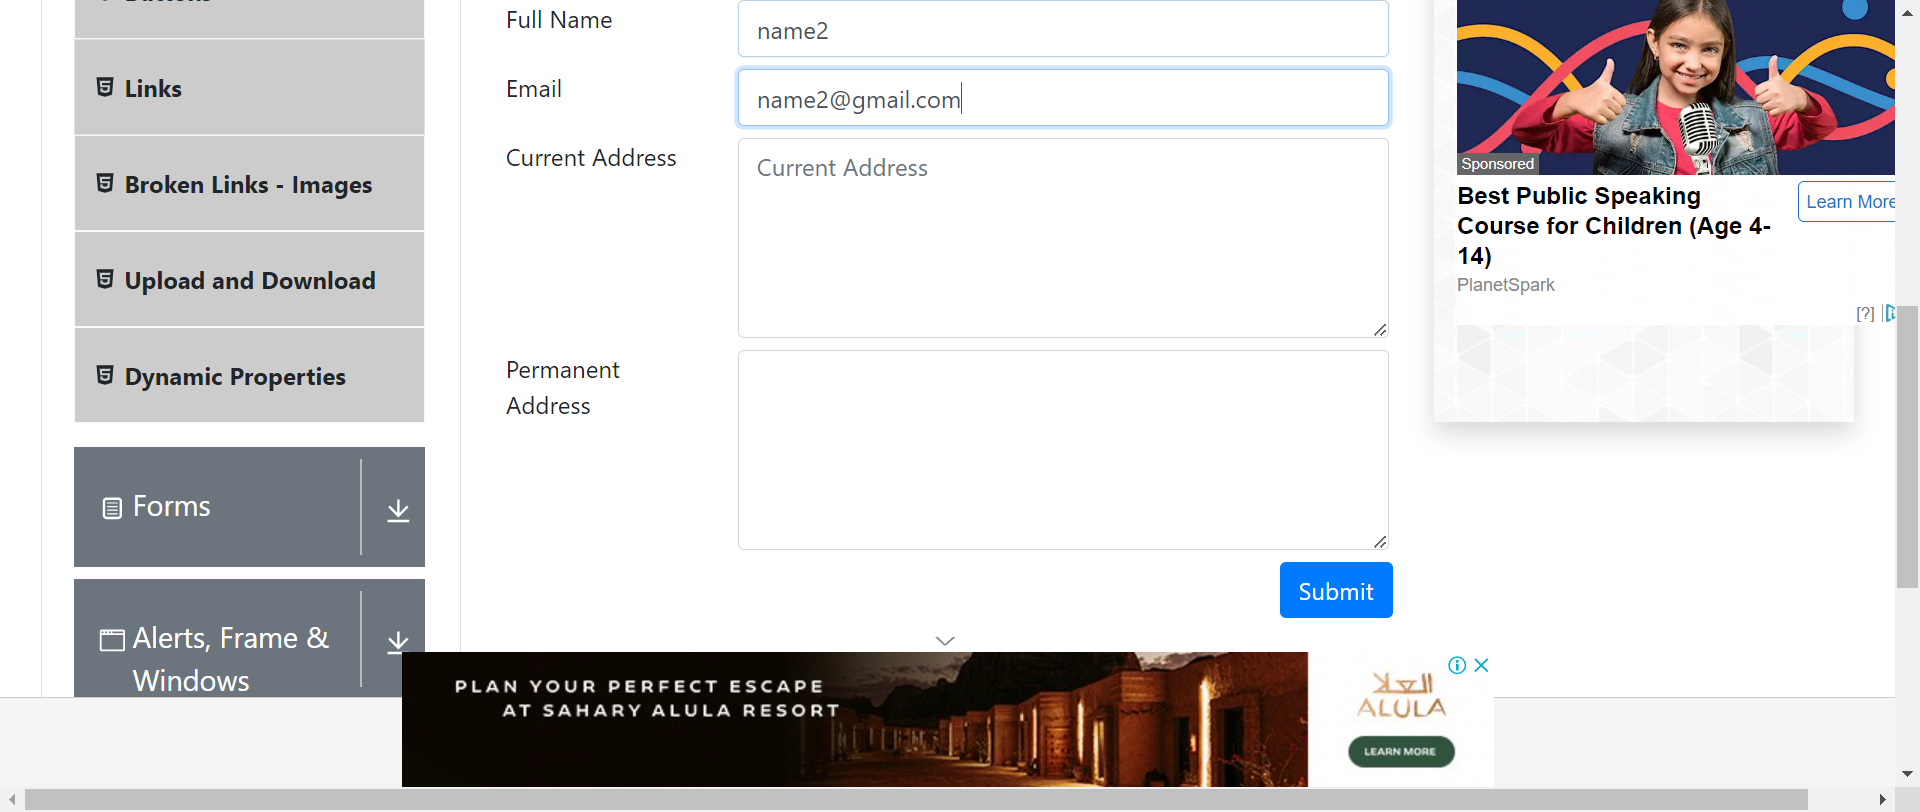 Links
Broken Links - Images
Upload and Download
Dynamic Properties
Forms
Alerts, Frame &
Windows
Full Name
name2
Email
name2@gmail.com
Current Address
Current Address
Permanent
Address
Submit
Sponsored
Best Public Speaking
Course for Children (Age 4-
14)
Learn More
PlanetSpark
[?]
PLAN YOUR PERFECT ESCAPE
AT SAHARY ALULA RESORT
العلا
ALULA
LEARN MORE